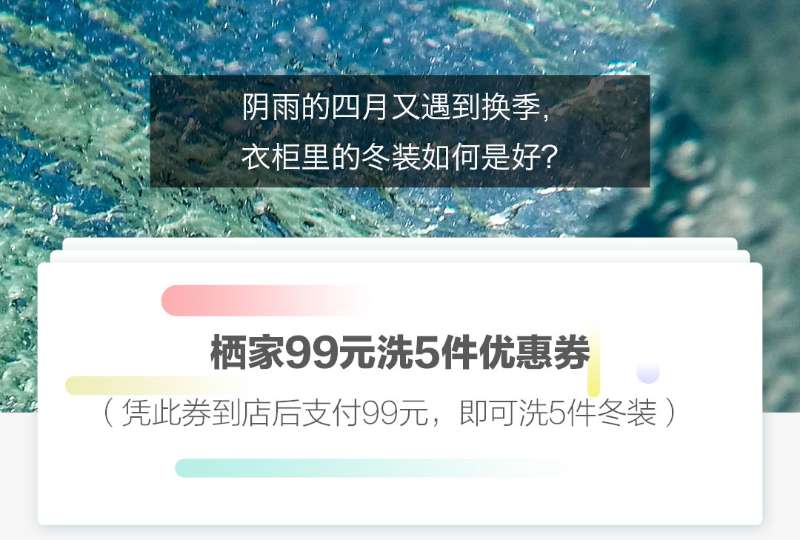 阴雨的四月又遇到换季，
衣柜里的冬装如何是好？
栖家99元洗5件优惠券
（凭此券到店后支付99元，即可洗5件冬装）